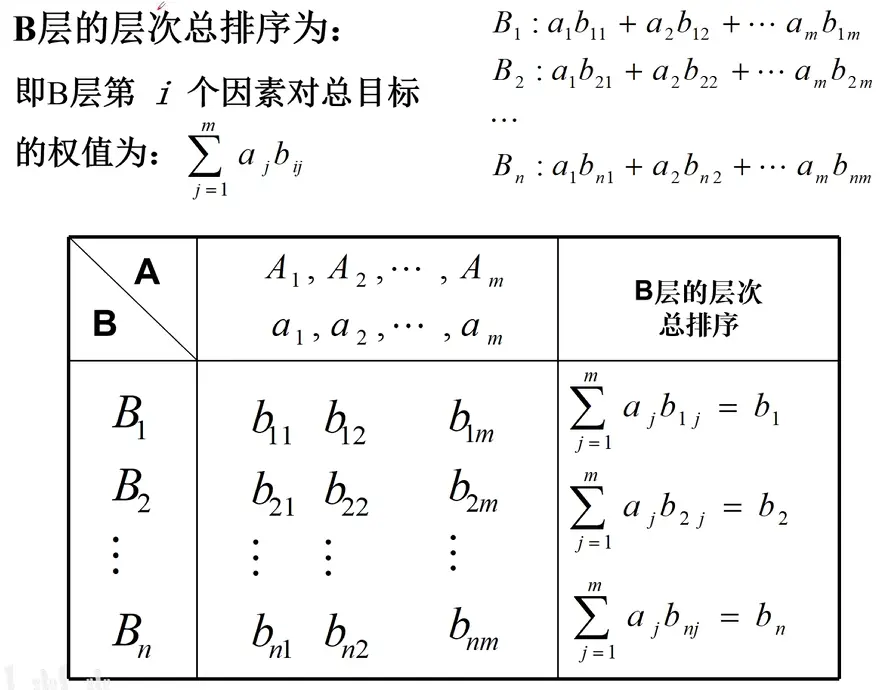 B层的层次总排序为：
即B层第 i 个因素对总目标
的权值为：$\sum_{j=1}^{m} a_j b_{ij}$
$B_1 : a_1 b_{11} + a_2 b_{12} + \cdots a_m b_{1m}$
$B_2 : a_1 b_{21} + a_2 b_{22} + \cdots a_m b_{2m}$
…
$B_n : a_1 b_{n1} + a_2 b_{n2} + \cdots a_m b_{nm}$
A
B
$A_1, A_2, \cdots, A_m$
$a_1, a_2, \cdots, a_m$
B层的层次
总排序
$B_1$ $b_{11}$ $b_{12}$ $b_{1m}$ $\sum_{j=1}^{m} a_j b_{1j} = b_1$
$B_2$ $b_{21}$ $b_{22}$ $b_{2m}$ $\sum_{j=1}^{m} a_j b_{2j} = b_2$
⋮ ⋮ ⋮ ⋮
$B_n$ $b_{n1}$ $b_{n2}$ $b_{nm}$ $\sum_{j=1}^{m} a_j b_{nj} = b_n$